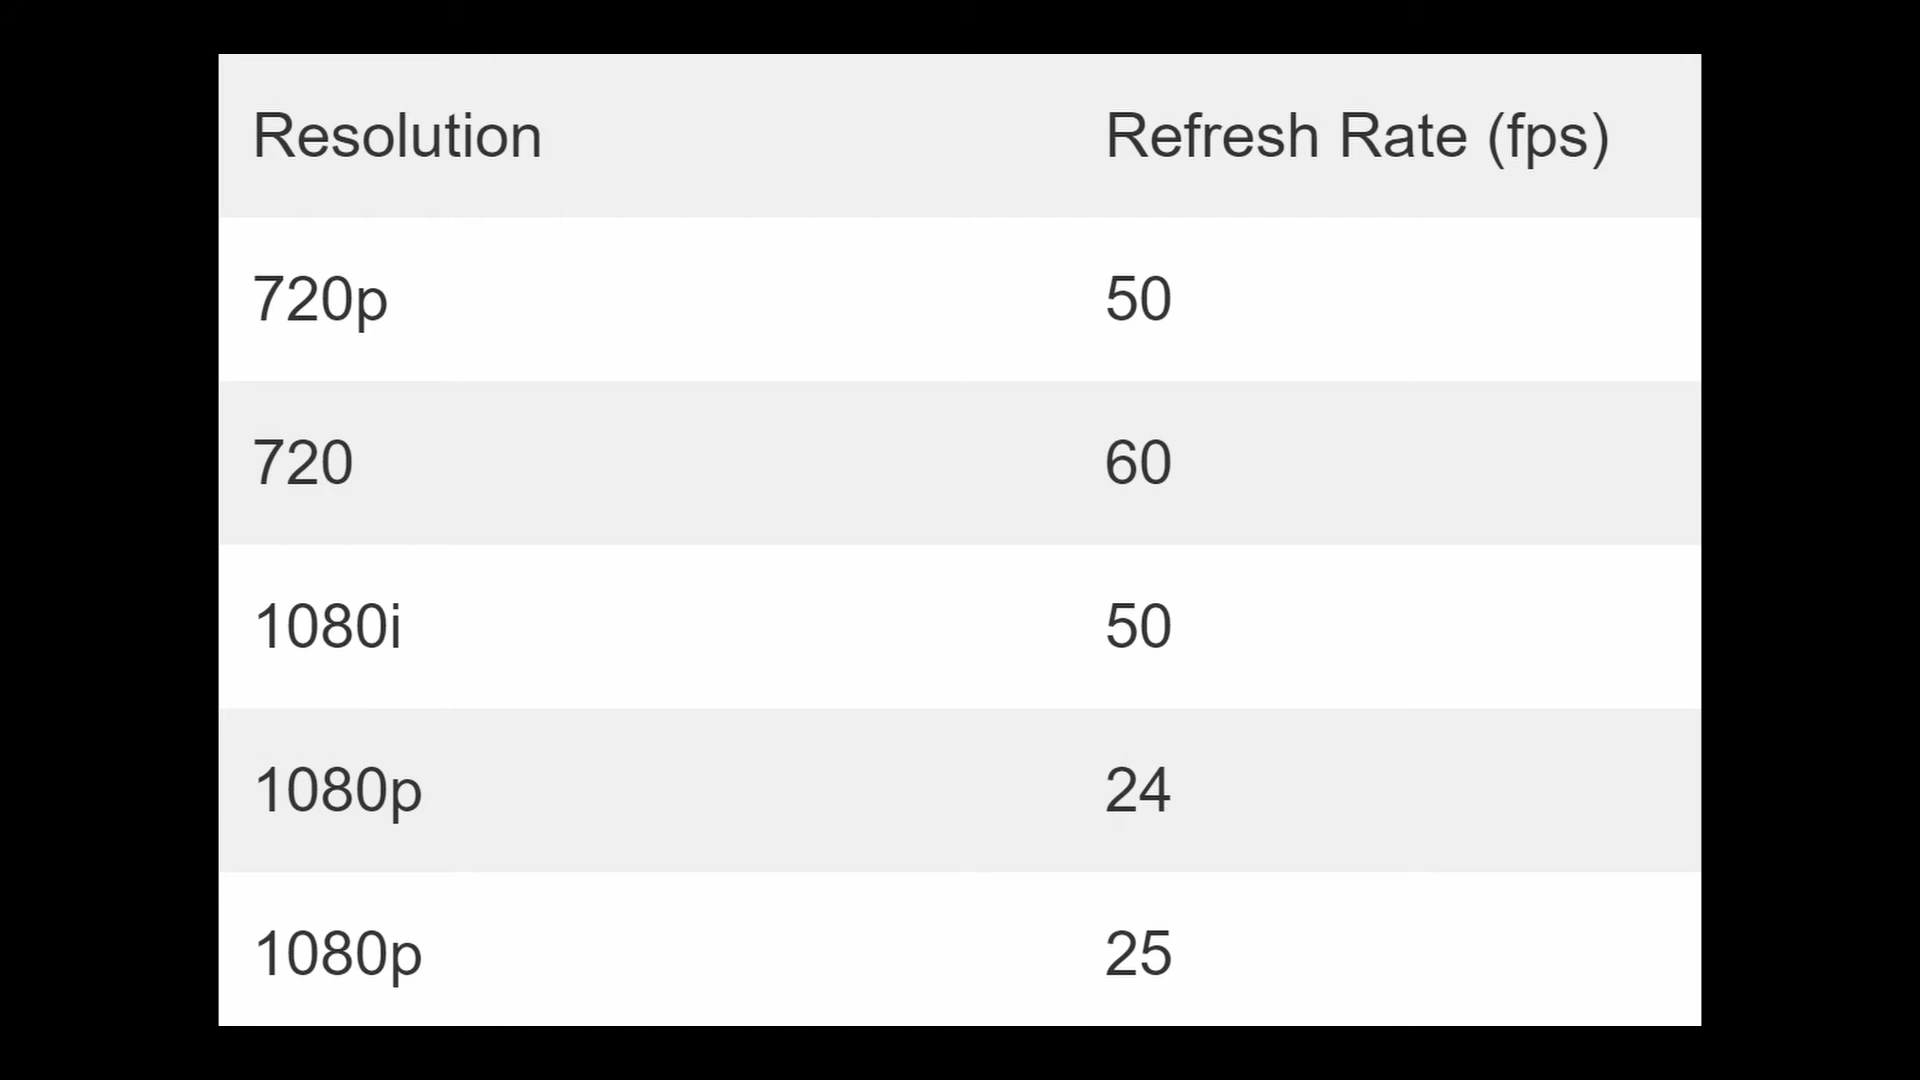 Resolution Refresh Rate (fps)
720p 50
720 60
1080i 50
1080p 24
1080p 25